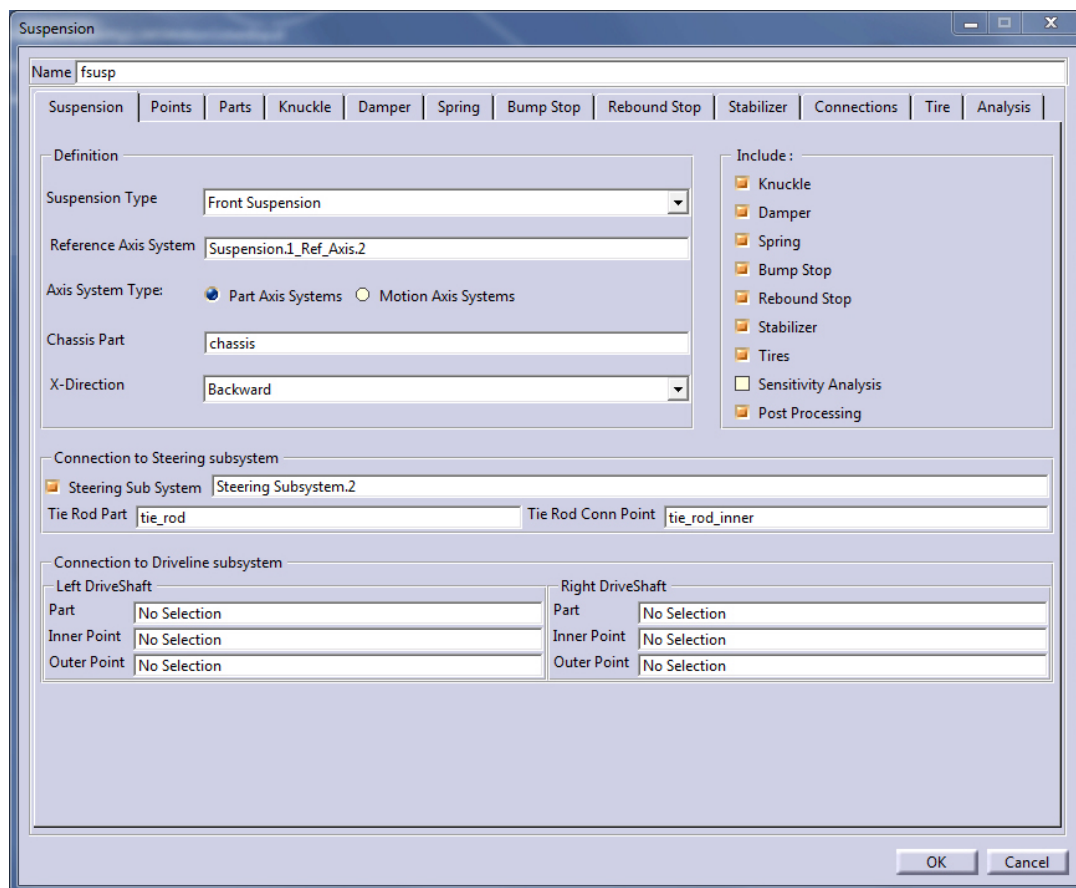 Suspension
Name fsusp
Suspension Points Parts Knuckle Damper Spring Bump Stop Rebound Stop Stabilizer Connections Tire Analysis
Definition
Suspension Type Front Suspension
Reference Axis System Suspension.1_Ref_Axis.2
Axis System Type: Part Axis Systems Motion Axis Systems
Chassis Part chassis
X-Direction Backward
Include :
Knuckle
Damper
Spring
Bump Stop
Rebound Stop
Stabilizer
Tires
Sensitivity Analysis
Post Processing
Connection to Steering subsystem
Steering Sub System Steering Subsystem.2
Tie Rod Part tie_rod Tie Rod Conn Point tie_rod_inner
Connection to Driveline subsystem
Left DriveShaft Right DriveShaft
Part No Selection Part No Selection
Inner Point No Selection Inner Point No Selection
Outer Point No Selection Outer Point No Selection
OK Cancel